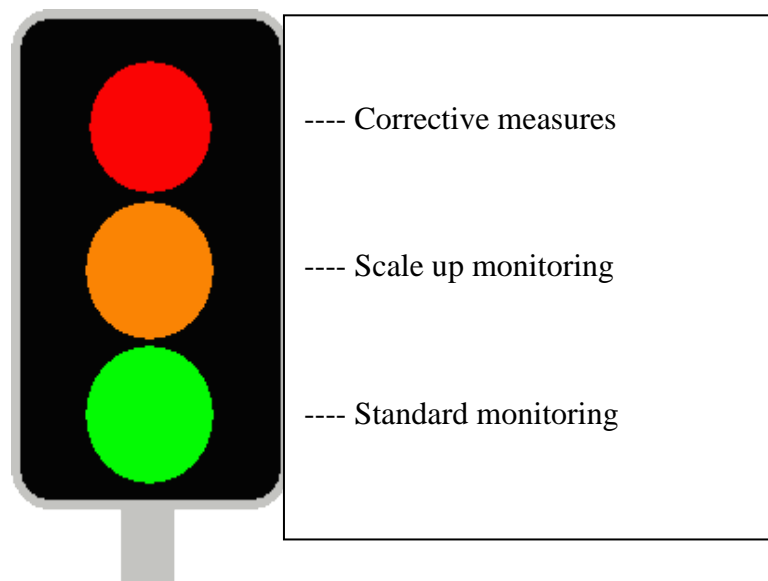 ---- Corrective measures
---- Scale up monitoring
---- Standard monitoring